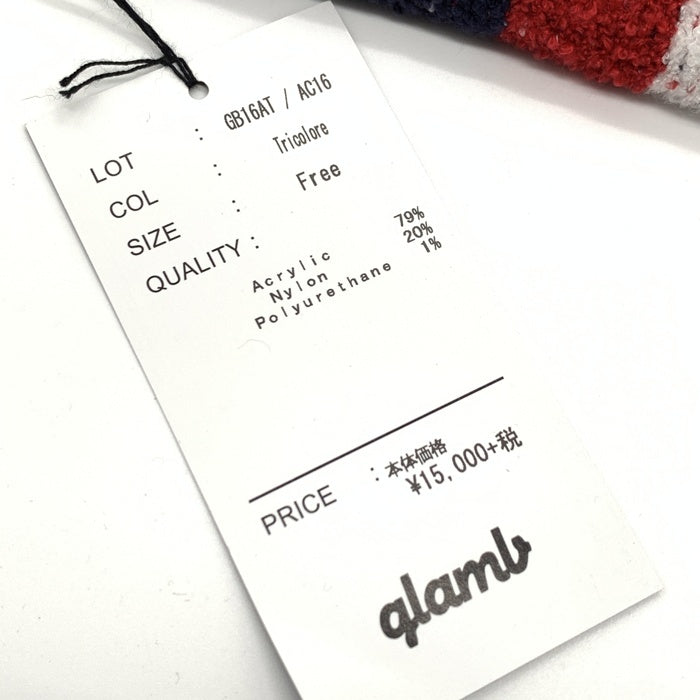 LOT : GB16AT / AC16
COL : Tricolore
SIZE : Free
QUALITY :
Acrylic 79%
Nylon 20%
Polyurethane 1%
PRICE : 本体価格
¥15,000+税
glamb